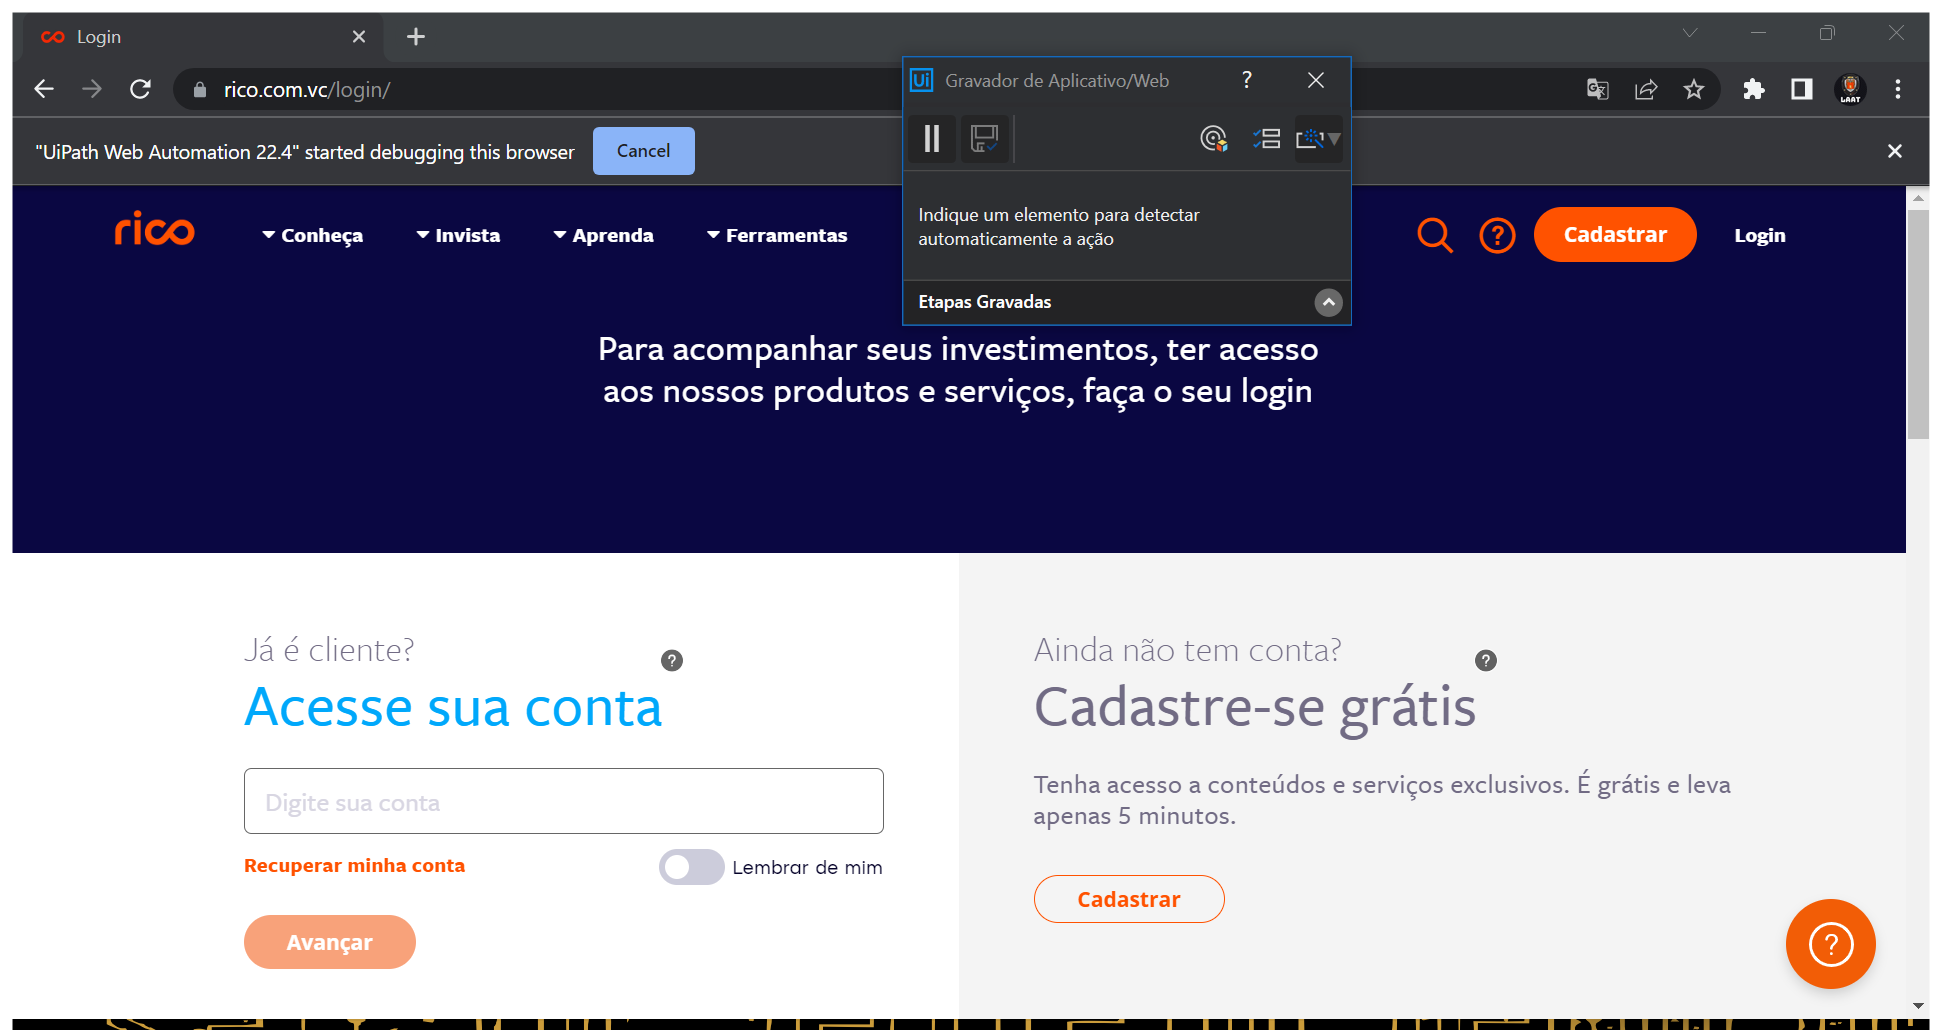 Login
rico.com.vc/login/
"UiPath Web Automation 22.4" started debugging this browser
Cancel
Ui
Gravador de Aplicativo/Web
?
Indique um elemento para detectar
automaticamente a ação
Etapas Gravadas
rico
Conheça
Invista
Aprenda
Ferramentas
?
Cadastrar
Login
LAAT
Para acompanhar seus investimentos, ter acesso
aos nossos produtos e serviços, faça o seu login
Já é cliente?
?
Acesse sua conta
Digite sua conta
Recuperar minha conta
Lembrar de mim
Avançar
Ainda não tem conta?
?
Cadastre-se grátis
Tenha acesso a conteúdos e serviços exclusivos. É grátis e leva
apenas 5 minutos.
Cadastrar
?